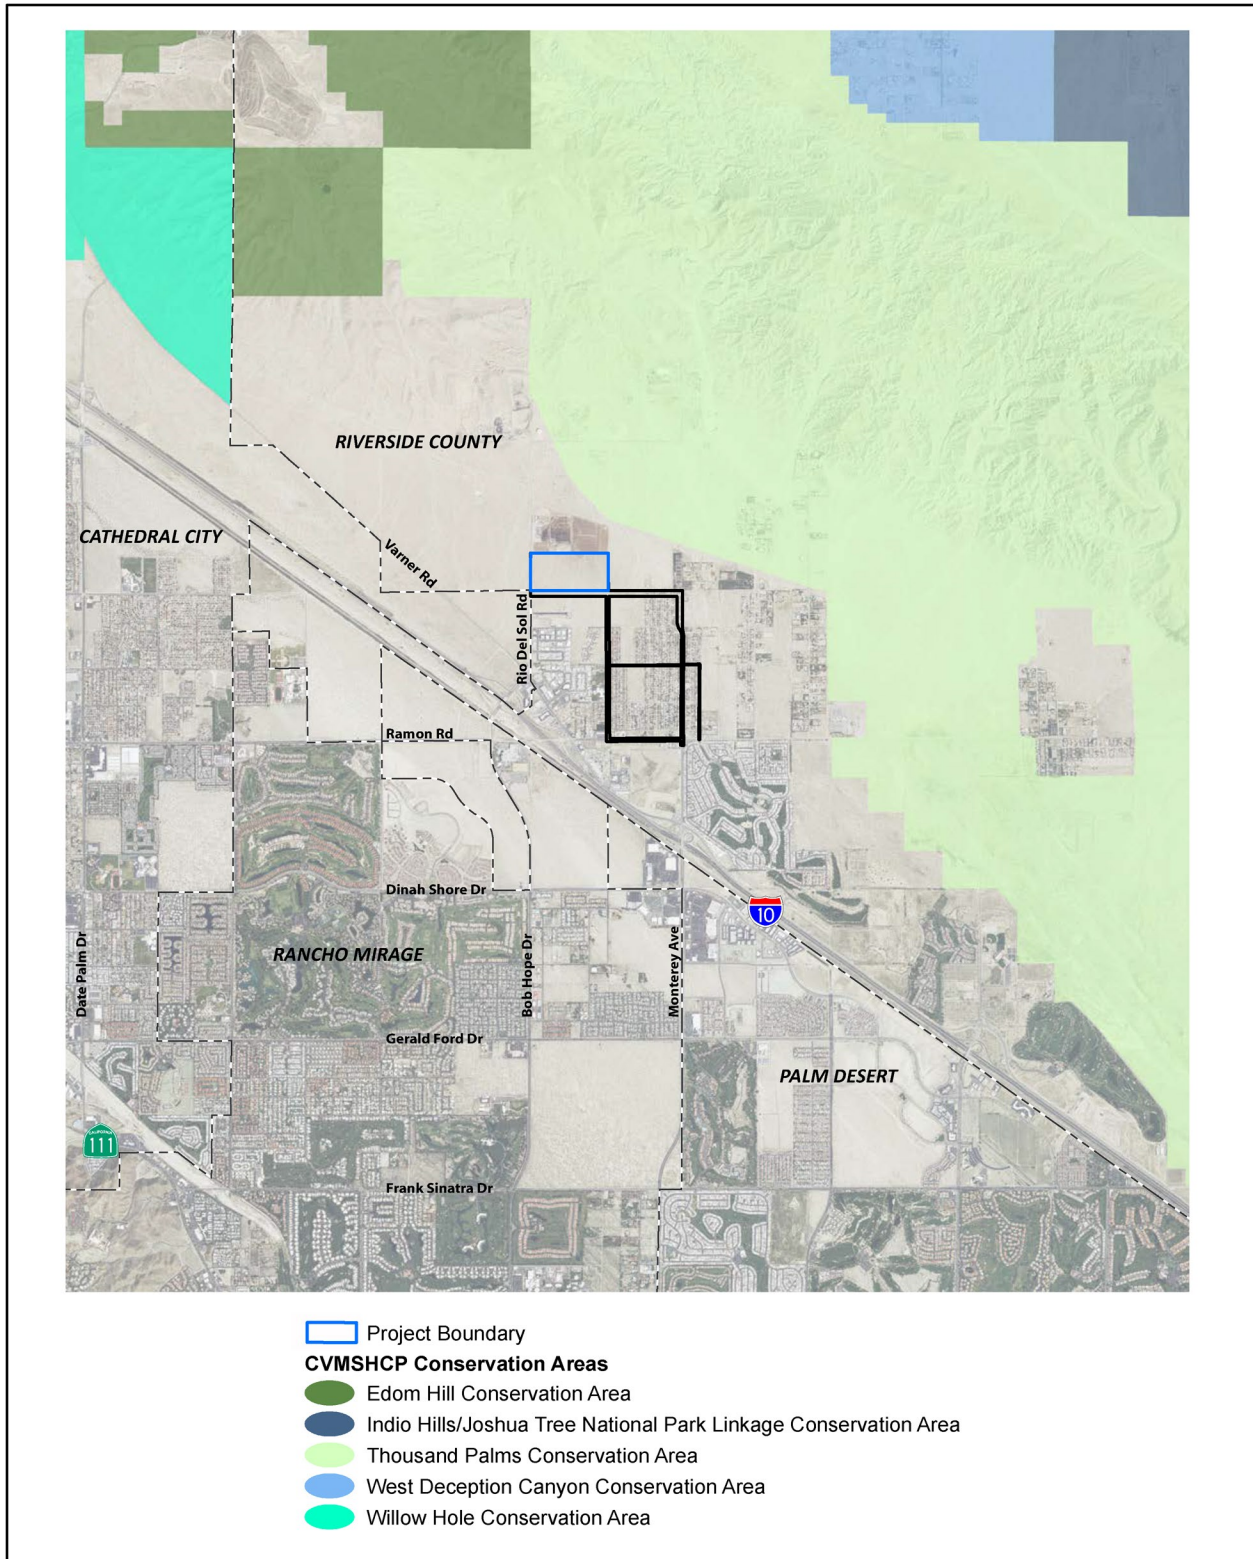 RIVERSIDE COUNTY
CATHEDRAL CITY
Varner Rd
Rio Del Sol Rd
Ramon Rd
Dinah Shore Dr
10
RANCHO MIRAGE
Date Palm Dr
Bob Hope Dr
Monterey Ave
Gerald Ford Dr
PALM DESERT
CALIFORNIA
111
Frank Sinatra Dr
Project Boundary
CVMSHCP Conservation Areas
Edom Hill Conservation Area
Indio Hills/Joshua Tree National Park Linkage Conservation Area
Thousand Palms Conservation Area
West Deception Canyon Conservation Area
Willow Hole Conservation Area